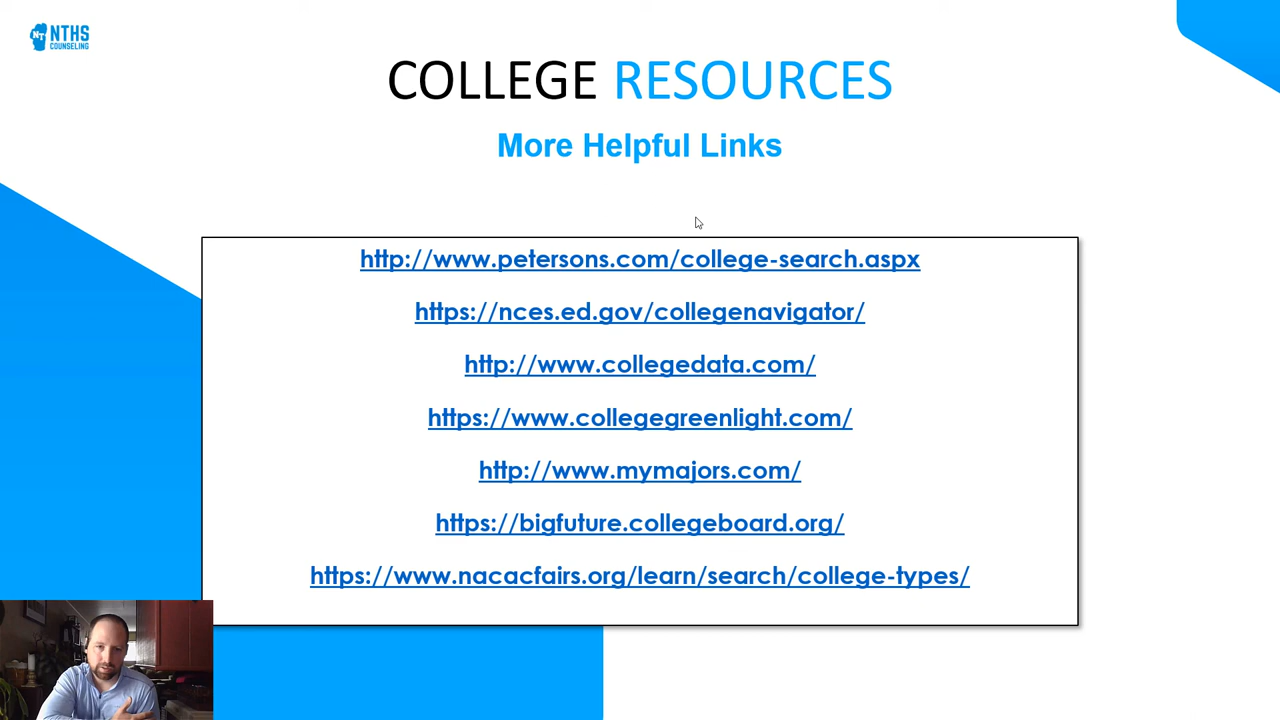 NT
NTHS
COUNSELING
COLLEGE RESOURCES
More Helpful Links
http://www.petersons.com/college-search.aspx
https://nces.ed.gov/collegenavigator/
http://www.collegedata.com/
https://www.collegegreenlight.com/
http://www.mymajors.com/
https://bigfuture.collegeboard.org/
https://www.nacacfairs.org/learn/search/college-types/